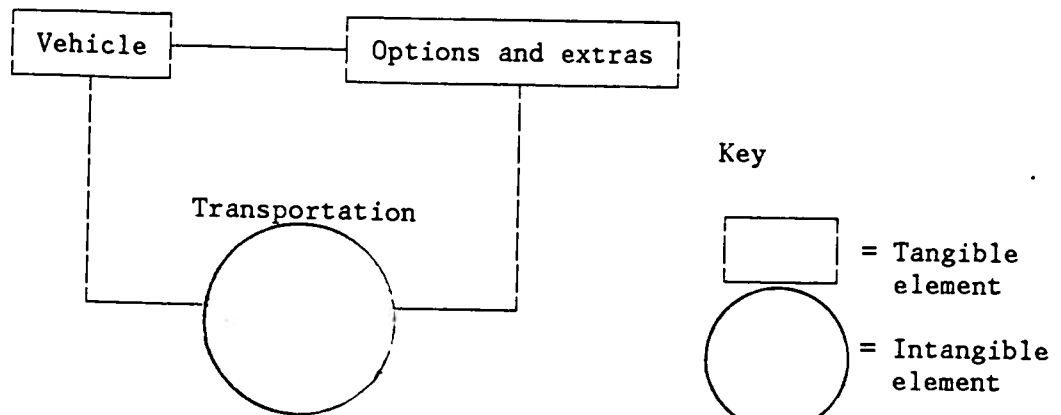 Vehicle
Options and extras
Key
Transportation
= Tangible
element
= Intangible
element